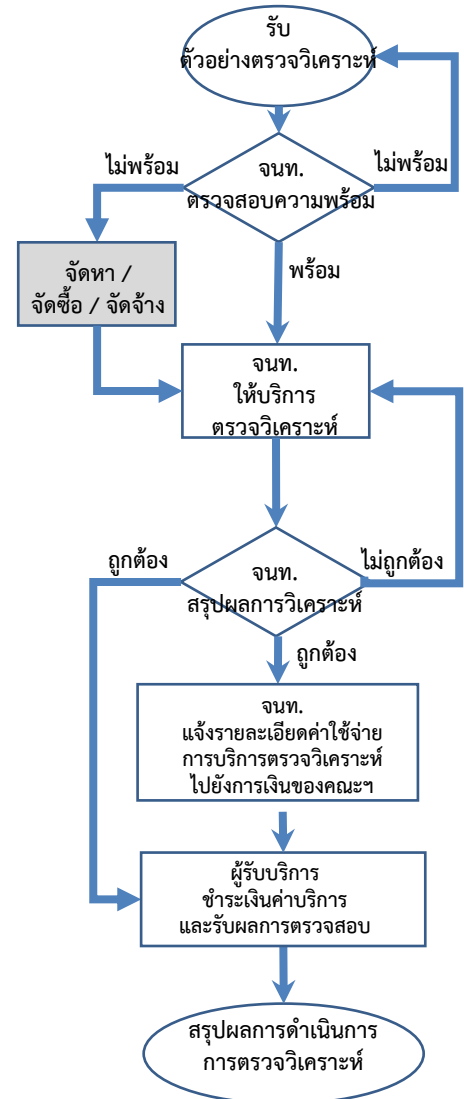 รับ
ตัวอย่างตรวจวิเคราะห์
ไม่พร้อม
จนท.
ตรวจสอบความพร้อม
ไม่พร้อม
พร้อม
จัดหา /
จัดซื้อ / จัดจ้าง
จนท.
ให้บริการ
ตรวจวิเคราะห์
ถูกต้อง
จนท.
สรุปผลการวิเคราะห์
ไม่ถูกต้อง
ถูกต้อง
จนท.
แจ้งรายละเอียดค่าใช้จ่าย
การบริการตรวจวิเคราะห์
ไปยังการเงินของคณะฯ
ผู้รับบริการ
ชำระเงินค่าบริการ
และรับผลการตรวจสอบ
สรุปผลการดำเนินการ
การตรวจวิเคราะห์